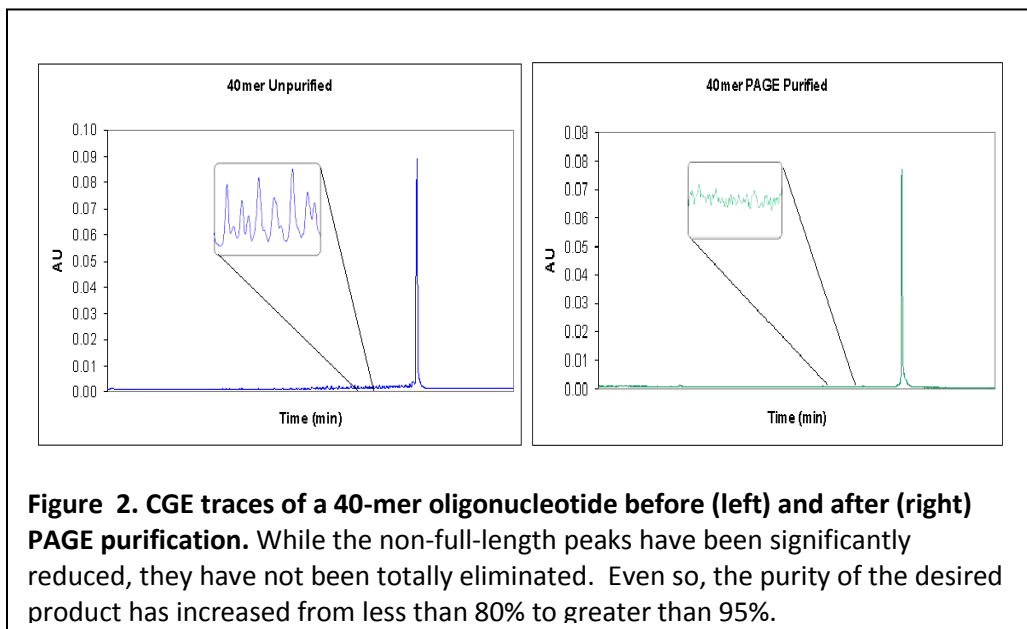 40mer Unpurified
0.10
0.09
0.08
0.07
0.06
0.05
0.04
0.03
0.02
0.01
0.00
AU
Time (min)
40mer PAGE Purified
0.09
0.08
0.07
0.06
0.05
0.04
0.03
0.02
0.01
0.00
AU
Time (min)
Figure 2. CGE traces of a 40-mer oligonucleotide before (left) and after (right)
PAGE purification. While the non-full-length peaks have been significantly
reduced, they have not been totally eliminated. Even so, the purity of the desired
product has increased from less than 80% to greater than 95%.